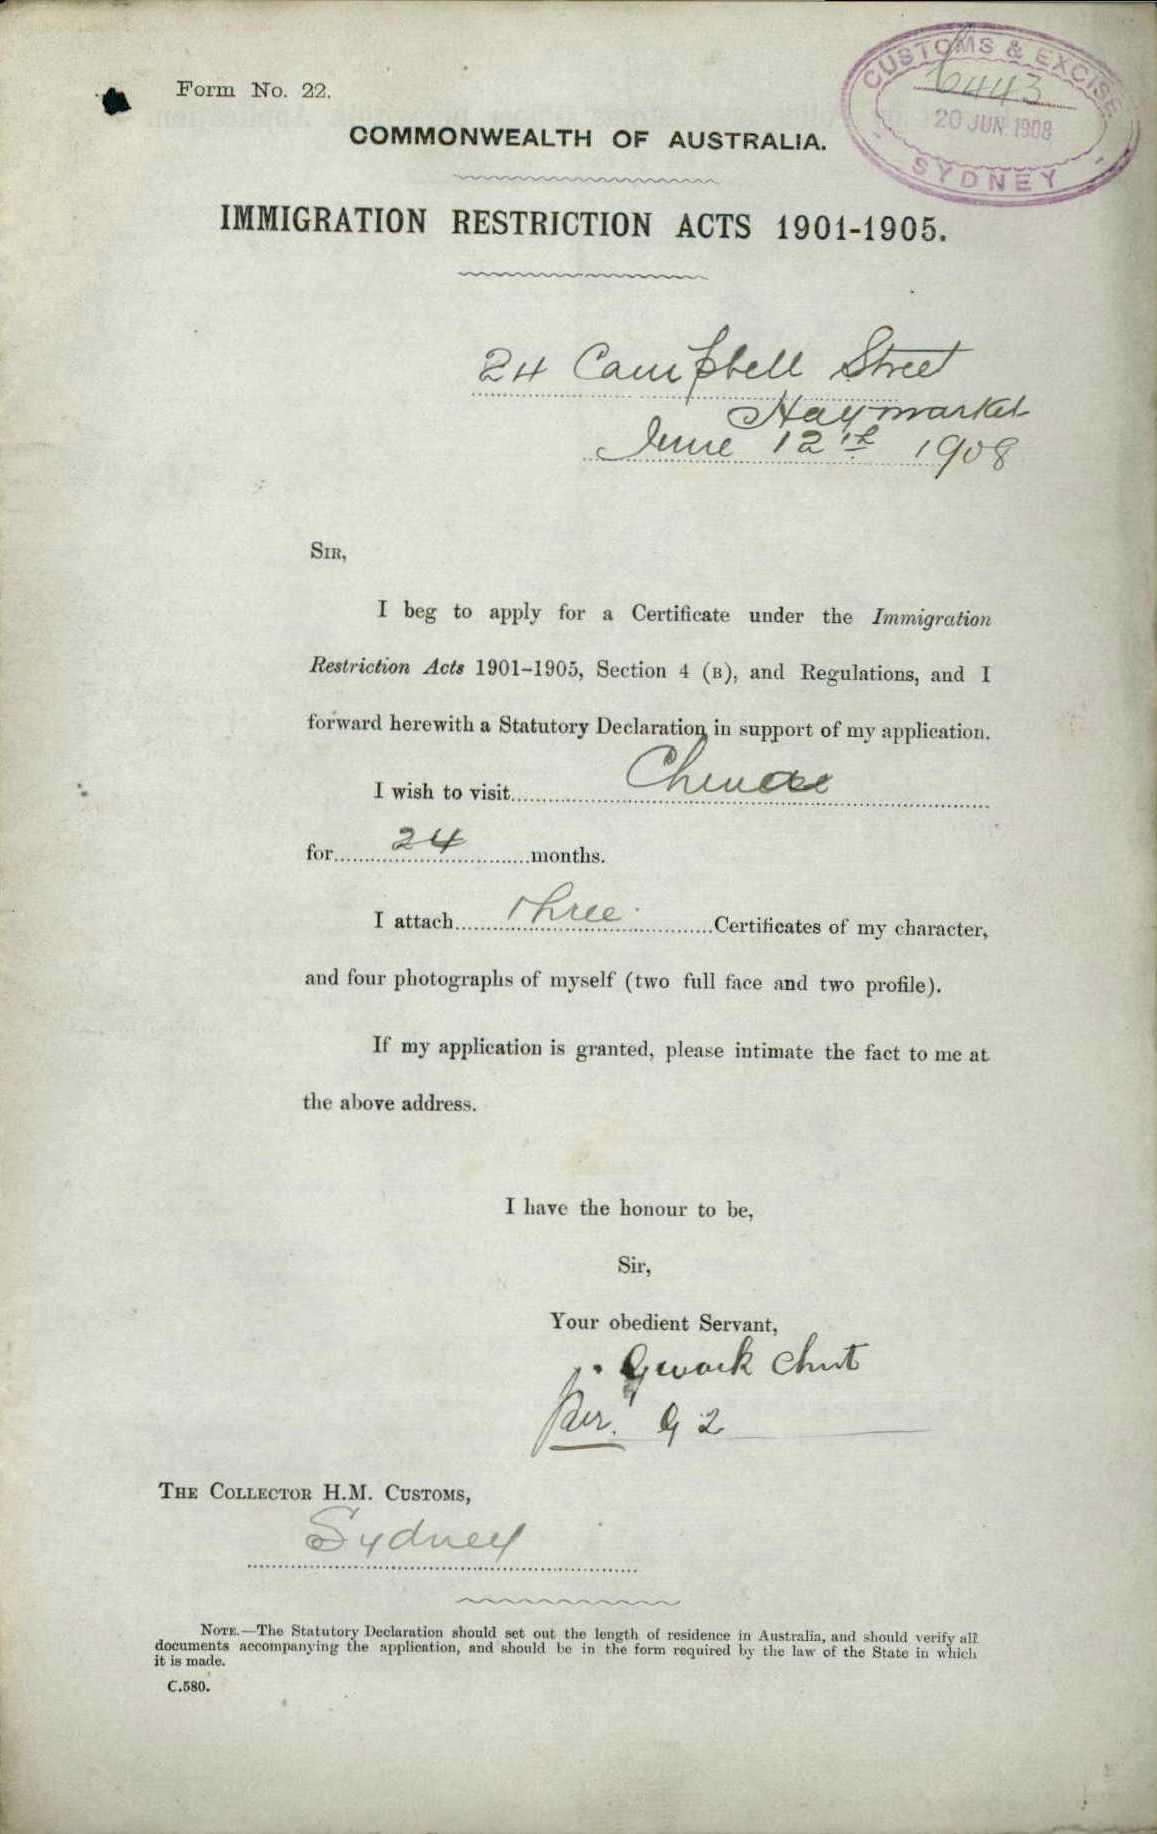 Form No. 22.
CUSTOMS & EXCISE
6443
20 JUN. 1908
SYDNEY
COMMONWEALTH OF AUSTRALIA.
IMMIGRATION RESTRICTION ACTS 1901-1905.
24 Campbell Street
Haymarket
June 12th 1908
SIR,
I beg to apply for a Certificate under the Immigration
Restriction Acts 1901-1905, Section 4 (B), and Regulations, and I
forward herewith a Statutory Declaration in support of my application.
I wish to visit
for 24 months.
I attach three Certificates of my character,
and four photographs of myself (two full face and two profile).
If my application is granted, please intimate the fact to me at
the above address.
I have the honour to be,
Sir,
Your obedient Servant,
Gwock Chut
Per. G 2
THE COLLECTOR H.M. CUSTOMS,
Sydney
NOTE.—The Statutory Declaration should set out the length of residence in Australia, and should verify all
documents accompanying the application, and should be in the form required by the law of the State in which
it is made.
C.580.